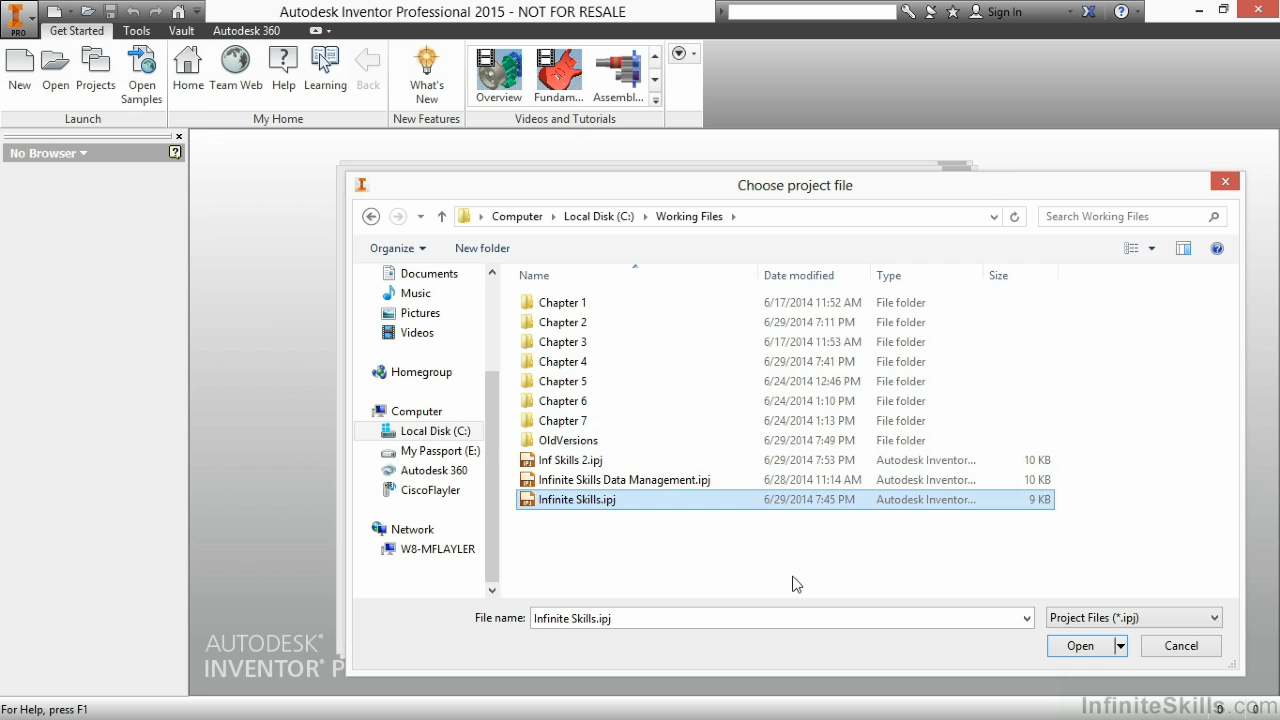 PRO
Autodesk Inventor Professional 2015 - NOT FOR RESALE
Sign In
Get Started Tools Vault Autodesk 360
New Open Projects Open Samples
Home Team Web Help Learning Back
What's New
Overview Fundam... Assembl...
Launch My Home New Features Videos and Tutorials
No Browser
Choose project file
Computer Local Disk (C:) Working Files
Search Working Files
Organize New folder
Name Date modified Type Size
Documents
Music
Pictures
Videos
Homegroup
Computer
Local Disk (C:)
My Passport (E:)
Autodesk 360
CiscoFlayler
Network
W8-MFLAYLER
Chapter 1 6/17/2014 11:52 AM File folder
Chapter 2 6/29/2014 7:11 PM File folder
Chapter 3 6/17/2014 11:53 AM File folder
Chapter 4 6/29/2014 7:41 PM File folder
Chapter 5 6/24/2014 12:46 PM File folder
Chapter 6 6/24/2014 1:10 PM File folder
Chapter 7 6/24/2014 1:13 PM File folder
OldVersions 6/29/2014 7:49 PM File folder
Inf Skills 2.ipj 6/29/2014 7:53 PM Autodesk Inventor... 10 KB
Infinite Skills Data Management.ipj 6/28/2014 11:14 AM Autodesk Inventor... 10 KB
Infinite Skills.ipj 6/29/2014 7:45 PM Autodesk Inventor... 9 KB
File name: Infinite Skills.ipj Project Files (*.ipj)
Open Cancel
AUTODESK®
INVENTOR® P
For Help, press F1
InfiniteSkills.com